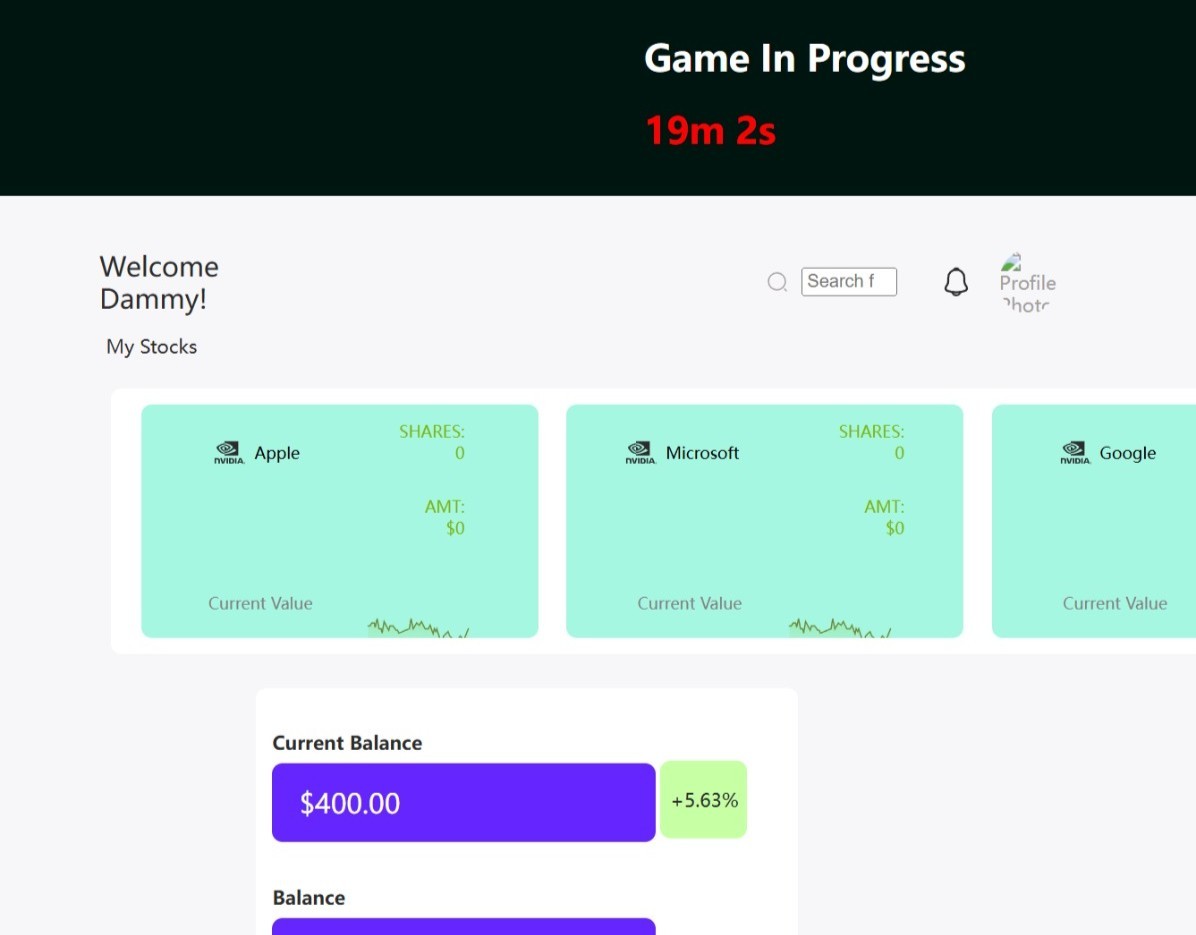 Game In Progress
19m 2s
Welcome
Dammy!
Search f
Profile
Photo
My Stocks
NVIDIA. Apple
SHARES:
0
AMT:
$0
Current Value
NVIDIA. Microsoft
SHARES:
0
AMT:
$0
Current Value
NVIDIA. Google
Current Value
Current Balance
$400.00
+5.63%
Balance